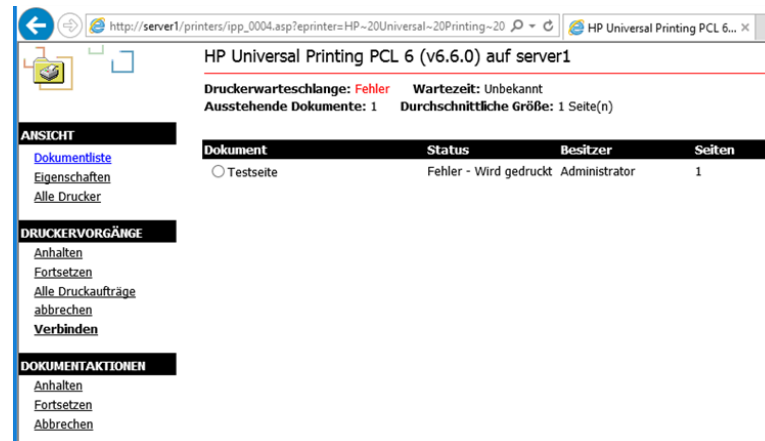 http://server1/printers/ipp_0004.asp?eprinter=HP~20Universal~20Printing~20
HP Universal Printing PCL 6...
HP Universal Printing PCL 6 (v6.6.0) auf server1
Druckerwarteschlange: Fehler Wartezeit: Unbekannt
Ausstehende Dokumente: 1 Durchschnittliche Größe: 1 Seite(n)
ANSICHT
Dokumentliste
Eigenschaften
Alle Drucker
DRUCKERVORGÄNGE
Anhalten
Fortsetzen
Alle Druckaufträge
abbrechen
Verbinden
DOKUMENTAKTIONEN
Anhalten
Fortsetzen
Abbrechen
Dokument Status Besitzer Seiten
Testseite Fehler - Wird gedruckt Administrator 1